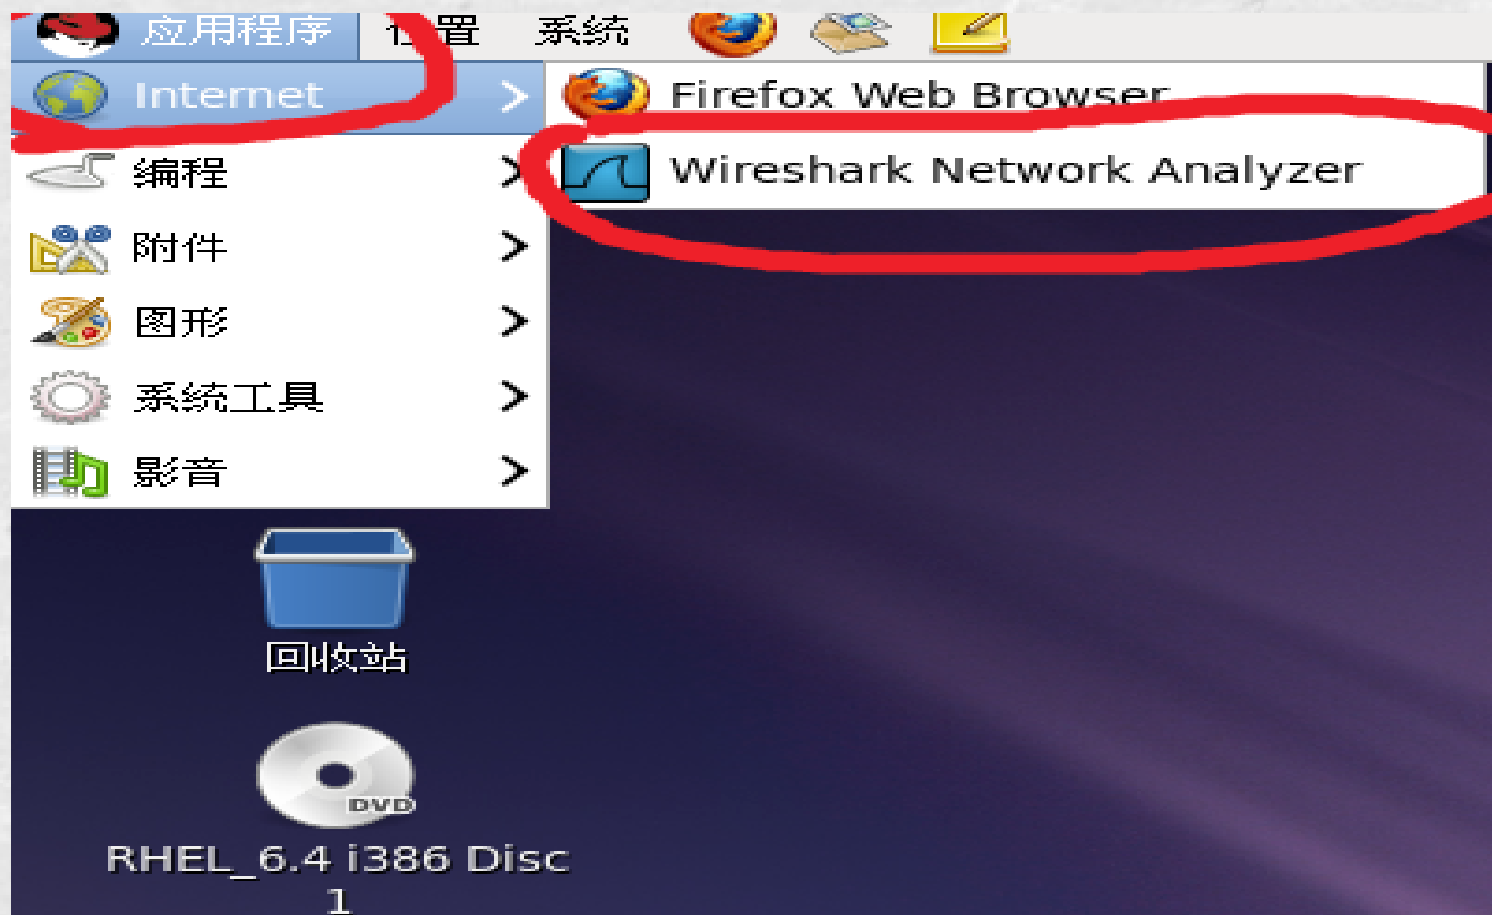 应用程序 位置 系统
Internet
Firefox Web Browser
编程
Wireshark Network Analyzer
附件
图形
系统工具
影音
回收站
DVD
RHEL_6.4 i386 Disc
1